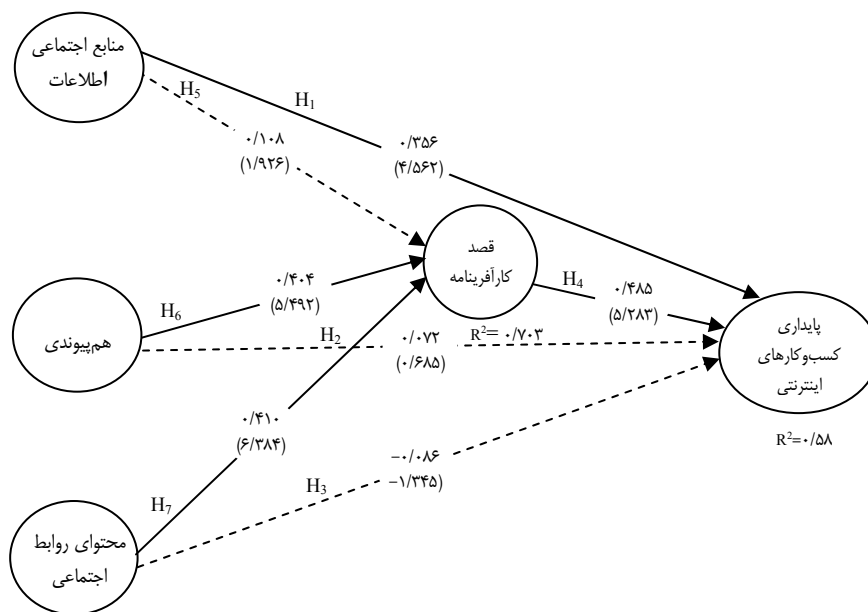 منابع اجتماعی
اطلاعات
H5
H1
۰/۱۰۸
(۱/۹۲۶)
۰/۳۵۶
(۴/۵۶۲)
قصد
کارآفرینامه
H4
۰/۴۸۵
(۵/۲۸۳)
R²= ۰/۷۰۳
۰/۴۰۴
(۵/۴۹۲)
H6
هم‌پیوندی
H2
۰/۰۷۲
(۰/۶۸۵)
پایداری
کسب‌وکارهای
اینترنتی
R²=۰/۵۸
۰/۴۱۰
(۶/۳۸۴)
H7
−۰/۰۸۶
−۱/۳۴۵)
H3
محتوای روابط
اجتماعی